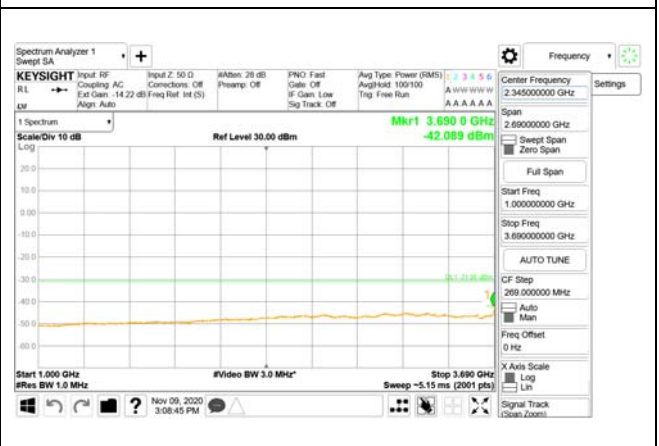 Spectrum Analyzer 1
Swept SA
+
Frequency
KEYSIGHT
Input: RF
Input Z: 50 Ω
#Atten: 28 dB
PNO: Fast
Avg Type: Power (RMS)
1 2 3 4 5 6
RL
Coupling: AC
Corrections: Off
Preamp: Off
Gate: Off
Avg|Hold: 100/100
A W W W W W
Ext Gain: -14.22 dB
Freq Ref: Int (S)
IF Gain: Low
Trig: Free Run
Align: Auto
Sig Track: Off
A A A A A A
Center Frequency
2.345000000 GHz
Settings
1 Spectrum
Mkr1 3.690 0 GHz
Scale/Div 10 dB
Ref Level 30.00 dBm
-42.089 dBm
Log
Span
2.69000000 GHz
Swept Span
Zero Span
Full Span
Start Freq
1.000000000 GHz
Stop Freq
3.690000000 GHz
AUTO TUNE
CF Step
269.000000 MHz
Auto
Man
Freq Offset
0 Hz
X Axis Scale
Log
Lin
Signal Track
(Span Zoom)
20.0
10.0
0.00
-10.0
-20.0
-30.0
-40.0
-50.0
-60.0
1
Start 1.000 GHz
#Video BW 3.0 MHz*
Stop 3.690 GHz
#Res BW 1.0 MHz
Sweep ~5.15 ms (2001 pts)
?
Nov 09, 2020
3:08:45 PM